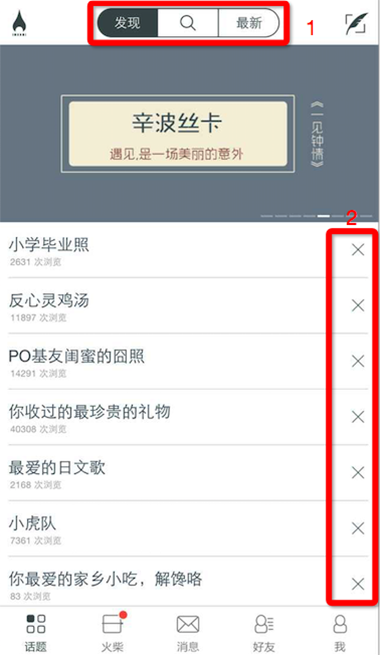 发现
最新
1
辛波丝卡
遇见,是一场美丽的意外
《一见钟情》
2
小学毕业照
2631 次浏览
反心灵鸡汤
11897 次浏览
PO基友闺蜜的囧照
14291 次浏览
你收过的最珍贵的礼物
40308 次浏览
最爱的日文歌
2168 次浏览
小虎队
7361 次浏览
你最爱的家乡小吃，解馋咯
83 次浏览
话题
火柴
消息
好友
我